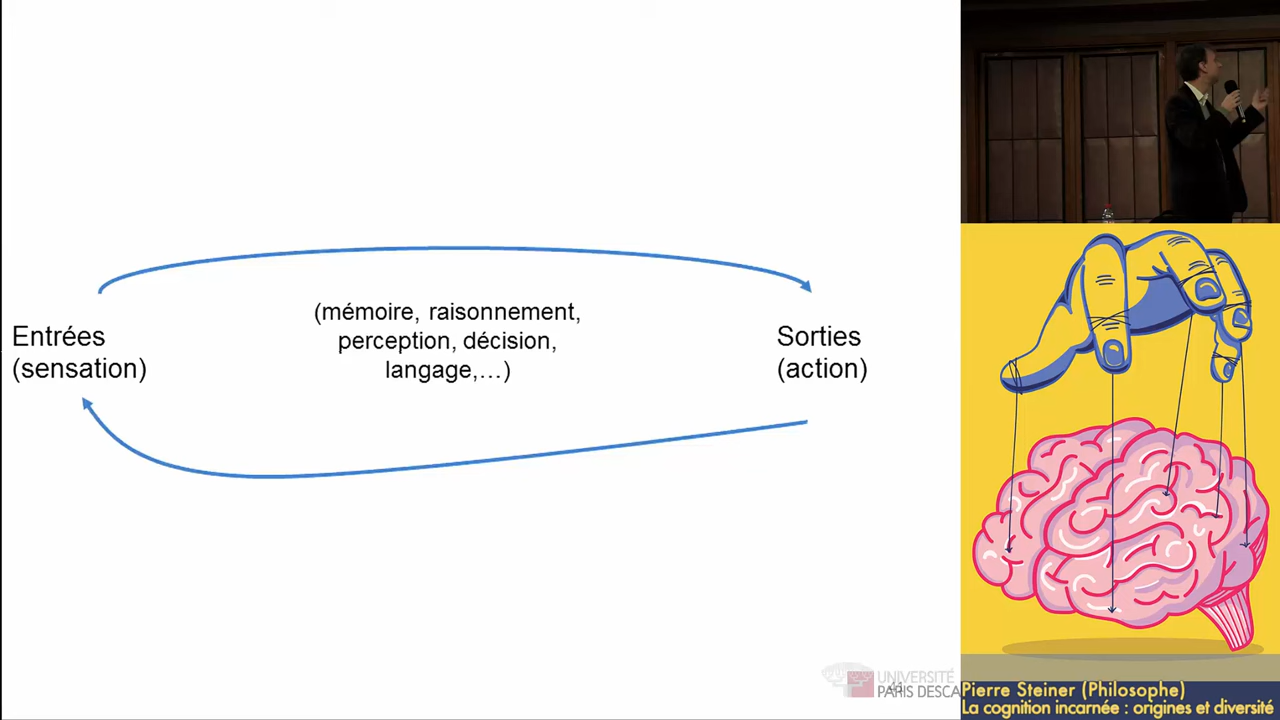 (mémoire, raisonnement,
perception, décision,
langage,…)
Entrées
(sensation)
Sorties
(action)
UNIVERSITÉ
PARIS DESCA
Pierre Steiner (Philosophe)
La cognition incarnée : origines et diversité